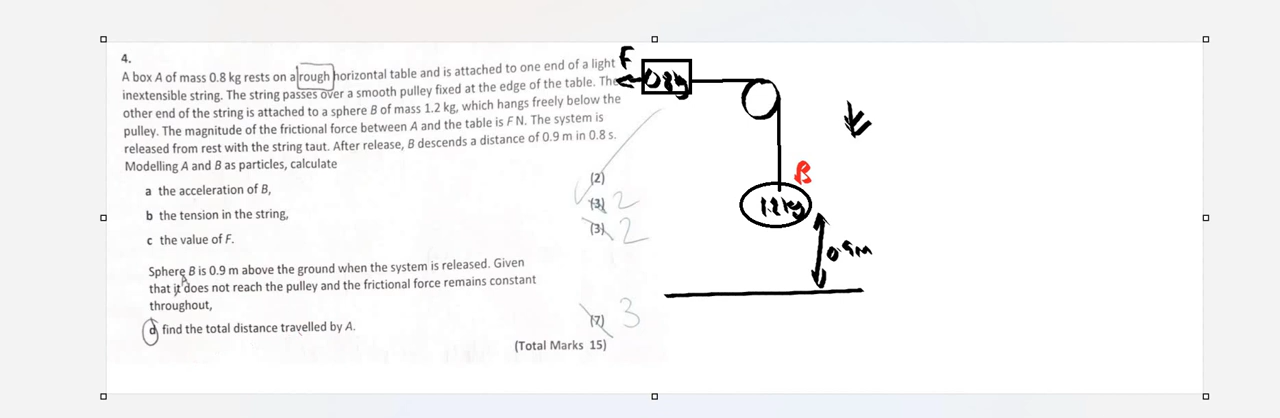 4.
A box A of mass 0.8 kg rests on a rough horizontal table and is attached to one end of a light
inextensible string. The string passes over a smooth pulley fixed at the edge of the table. The
other end of the string is attached to a sphere B of mass 1.2 kg, which hangs freely below the
pulley. The magnitude of the frictional force between A and the table is F N. The system is
released from rest with the string taut. After release, B descends a distance of 0.9 m in 0.8 s.
Modelling A and B as particles, calculate
a the acceleration of B,
(2)
b the tension in the string,
(3) 2
c the value of F.
(3) 2
Sphere B is 0.9 m above the ground when the system is released. Given
that it A does not reach the pulley and the frictional force remains constant
throughout,
d find the total distance travelled by A.
(7) 3
(Total Marks 15)
F
0.8g
B
1.2kg
0.9m